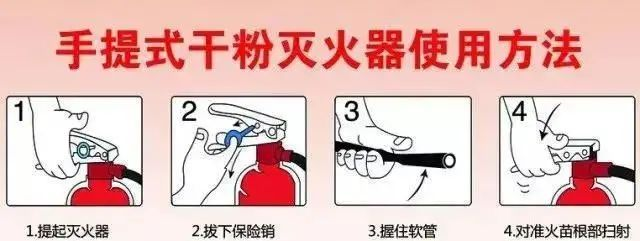 手提式干粉灭火器使用方法
1
2
3
4
1.提起灭火器
2.拔下保险销
3.握住软管
4.对准火苗根部扫射